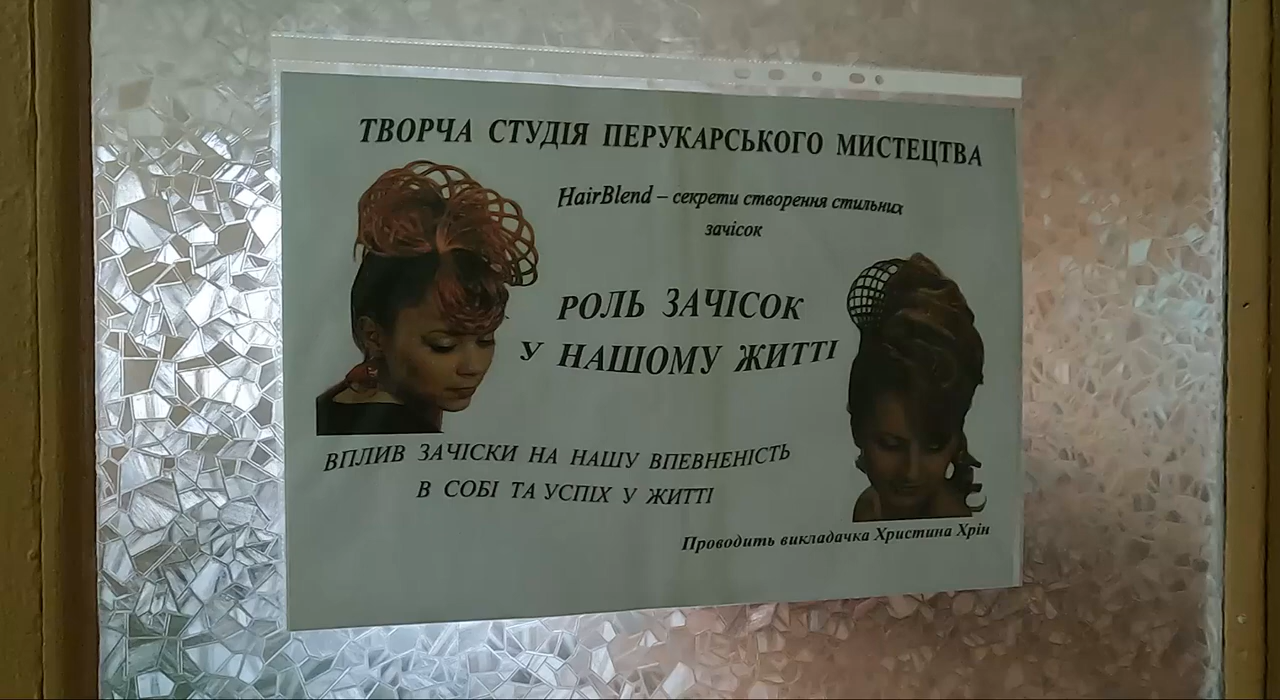 ТВОРЧА СТУДІЯ ПЕРУКАРСЬКОГО МИСТЕЦТВА
HairBlend – секрети створення стильних
зачісок
РОЛЬ ЗАЧІСОК
У НАШОМУ ЖИТТІ
ВПЛИВ ЗАЧІСКИ НА НАШУ ВПЕВНЕНІСТЬ
В СОБІ ТА УСПІХ У ЖИТТІ
Проводить викладачка Христина Хрін